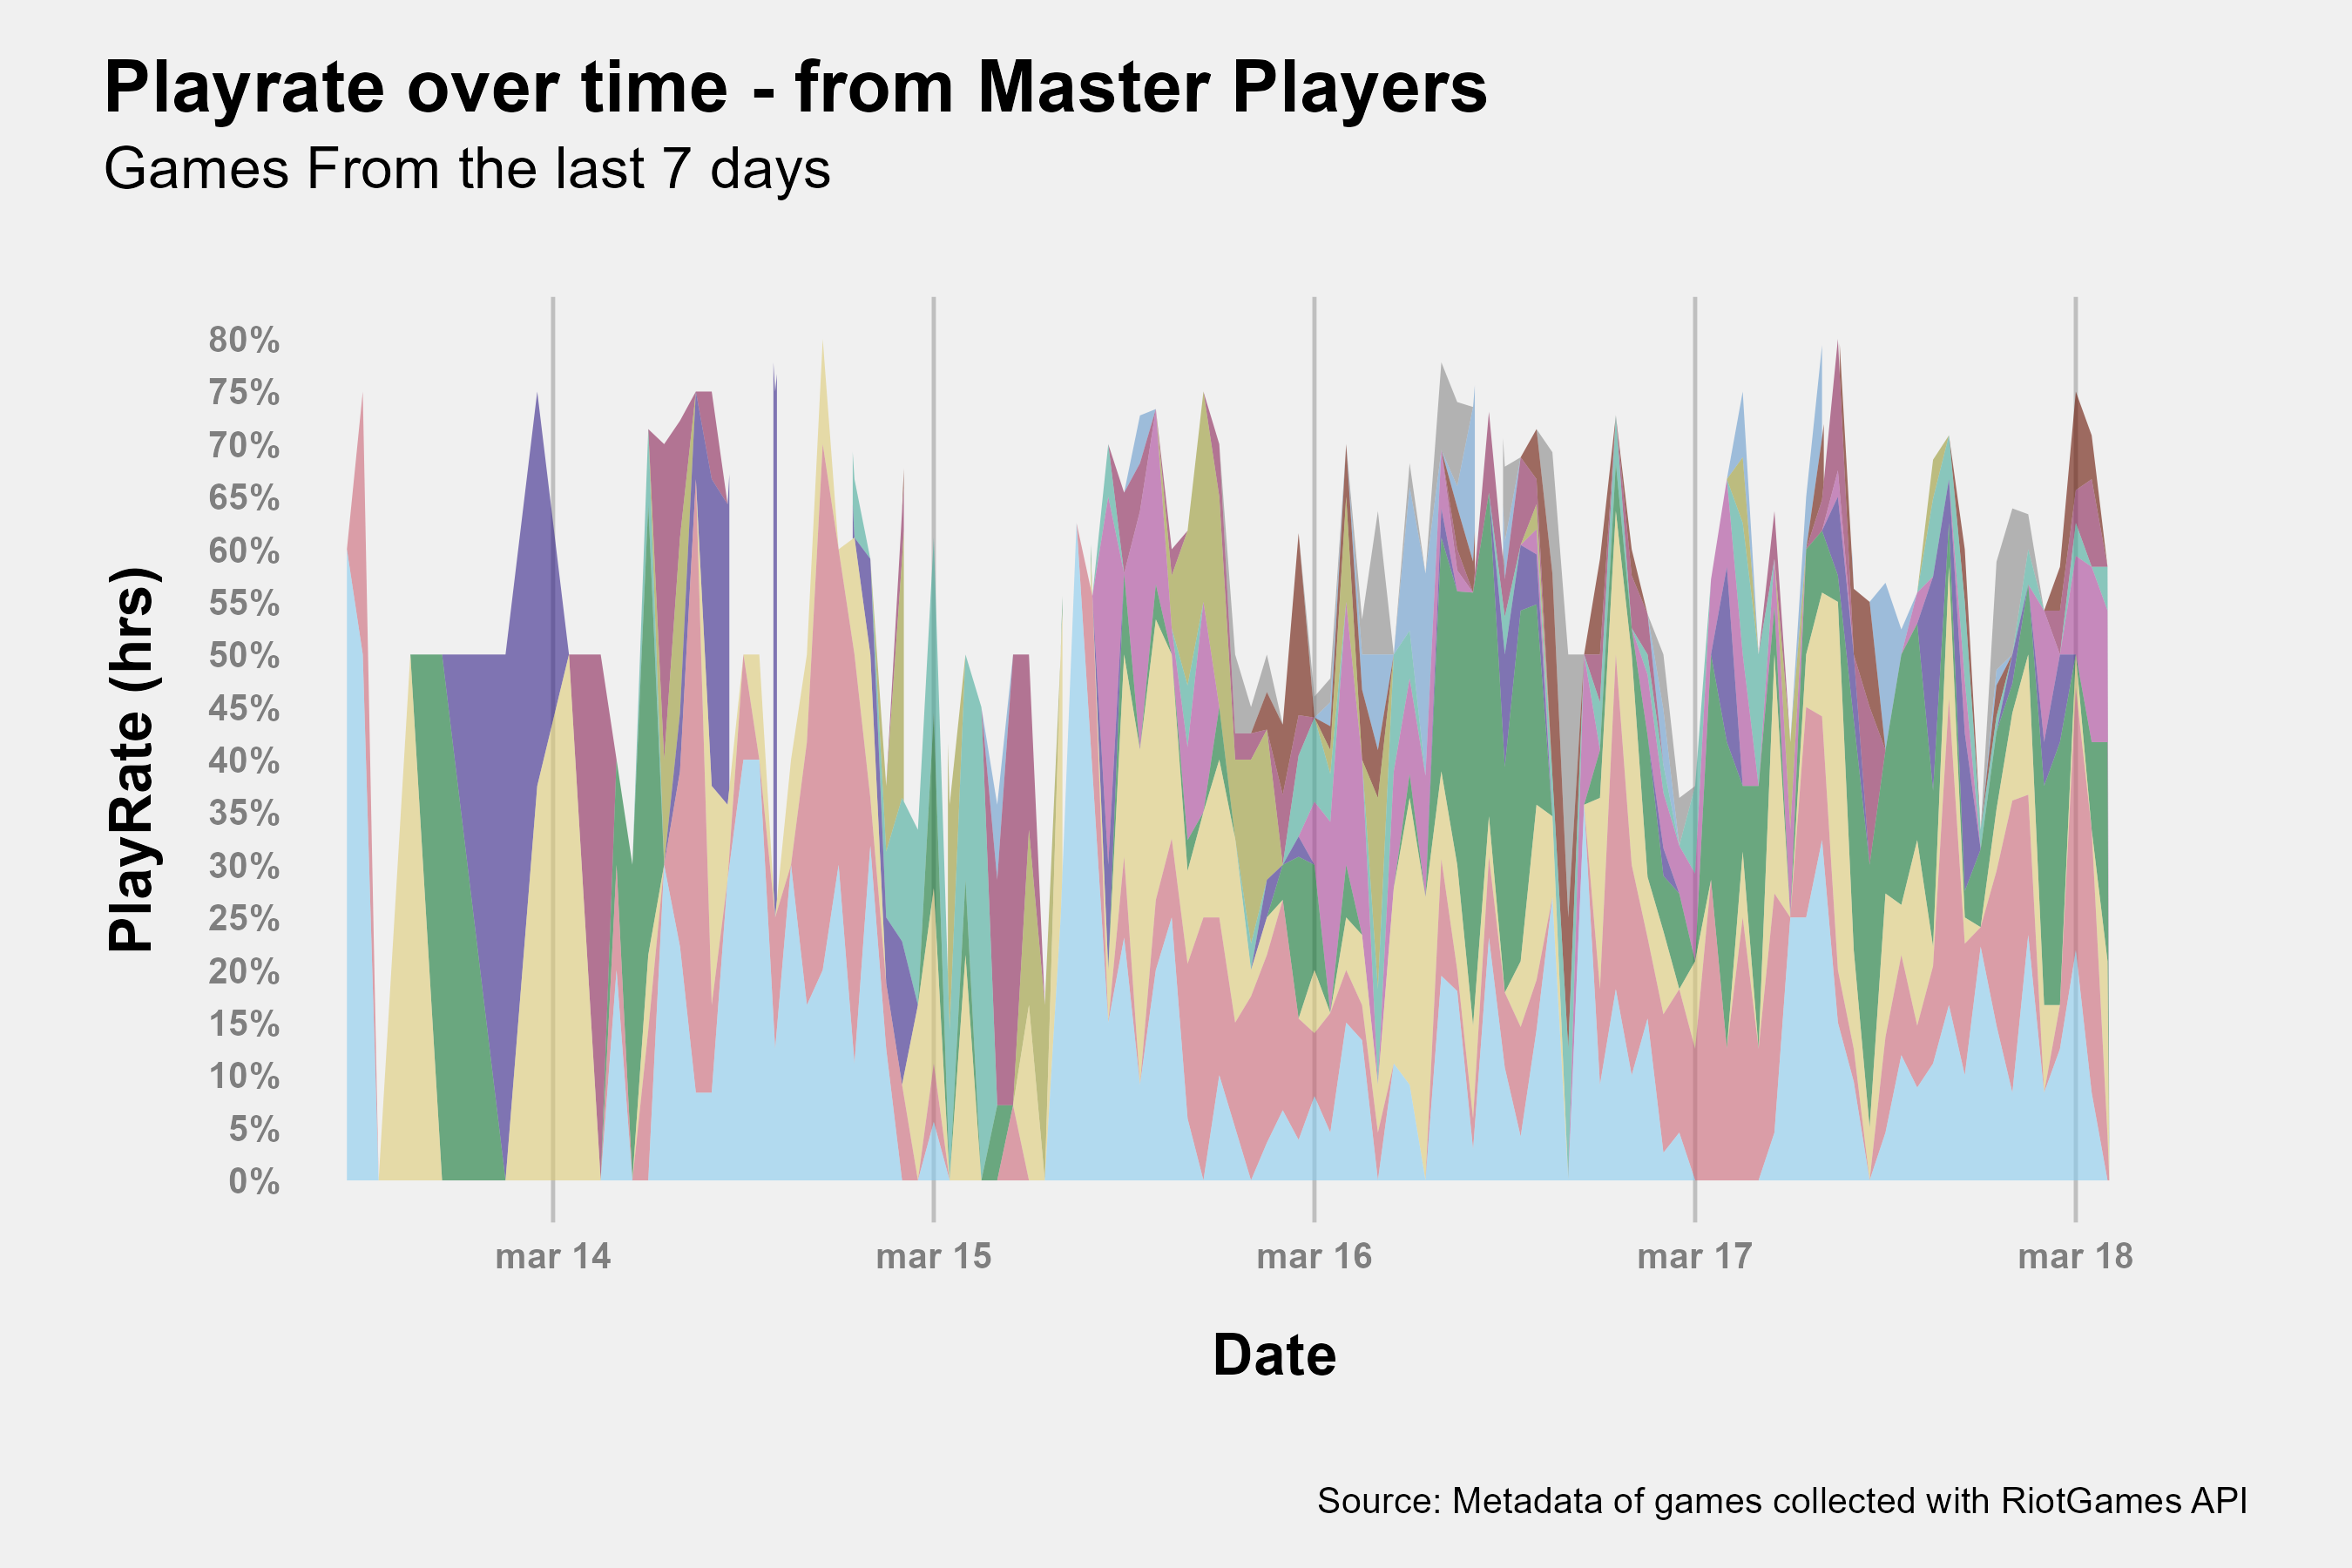 Playrate over time - from Master Players
Games From the last 7 days
PlayRate (hrs)
80%
75%
70%
65%
60%
55%
50%
45%
40%
35%
30%
25%
20%
15%
10%
5%
0%
mar 14 mar 15 mar 16 mar 17 mar 18
Date
Source: Metadata of games collected with RiotGames API